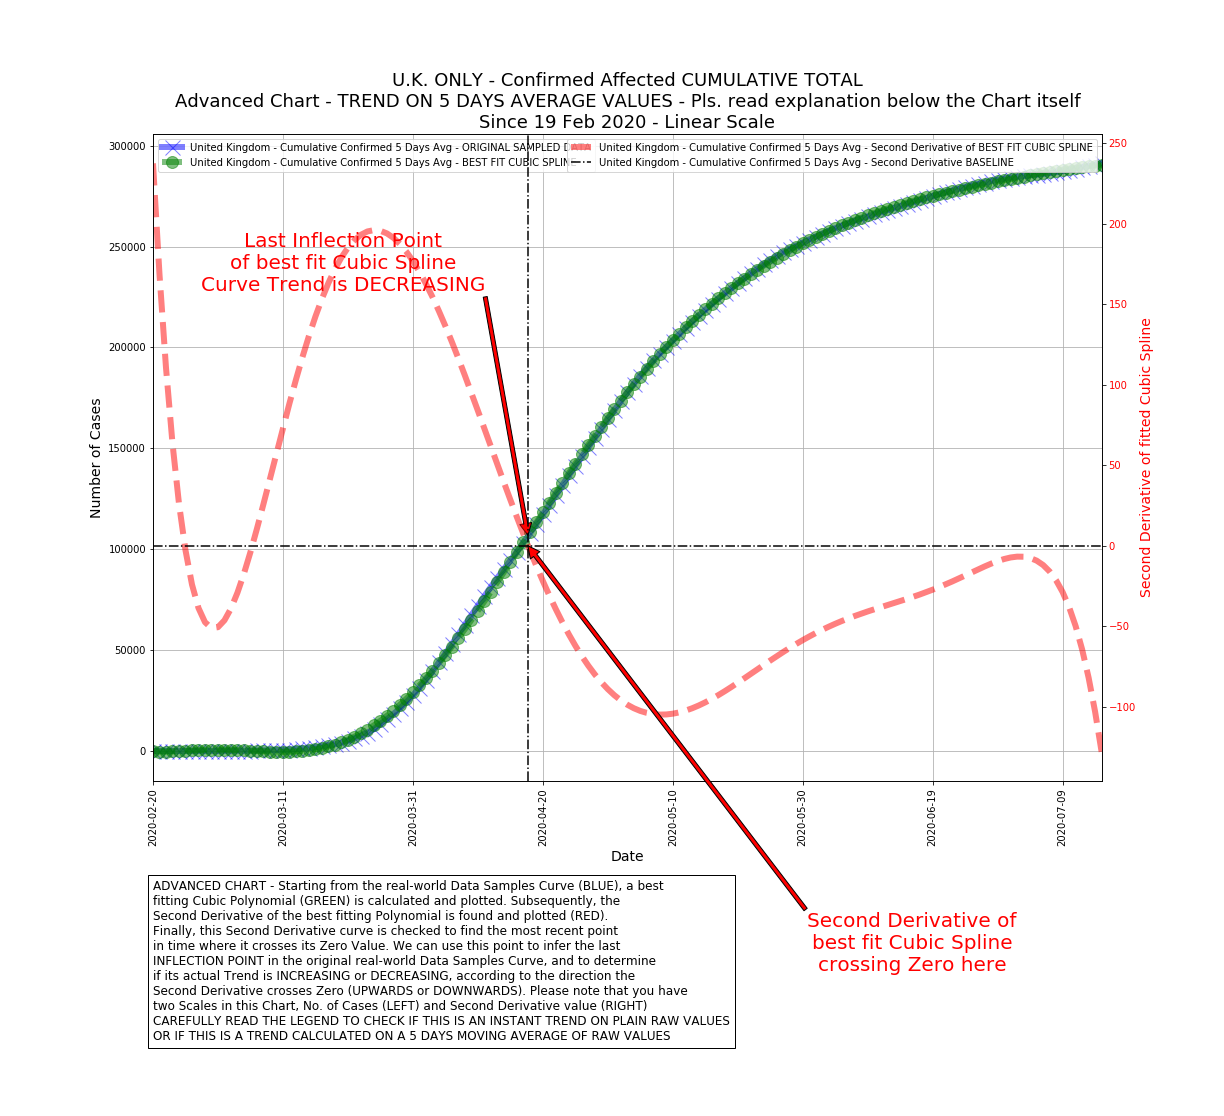 U.K. ONLY - Confirmed Affected CUMULATIVE TOTAL
Advanced Chart - TREND ON 5 DAYS AVERAGE VALUES - Pls. read explanation below the Chart itself
Since 19 Feb 2020 - Linear Scale
United Kingdom - Cumulative Confirmed 5 Days Avg - ORIGINAL SAMPLED DATA
United Kingdom - Cumulative Confirmed 5 Days Avg - BEST FIT CUBIC SPLINE
United Kingdom - Cumulative Confirmed 5 Days Avg - Second Derivative of BEST FIT CUBIC SPLINE
United Kingdom - Cumulative Confirmed 5 Days Avg - Second Derivative BASELINE
Last Inflection Point
of best fit Cubic Spline
Curve Trend is DECREASING
Number of Cases
300000
250000
200000
150000
100000
50000
0
Second Derivative of fitted Cubic Spline
250
200
150
100
50
0
−50
−100
2020-02-20
2020-03-11
2020-03-31
2020-04-20
2020-05-10
2020-05-30
2020-06-19
2020-07-09
Date
ADVANCED CHART - Starting from the real-world Data Samples Curve (BLUE), a best
fitting Cubic Polynomial (GREEN) is calculated and plotted. Subsequently, the
Second Derivative of the best fitting Polynomial is found and plotted (RED).
Finally, this Second Derivative curve is checked to find the most recent point
in time where it crosses its Zero Value. We can use this point to infer the last
INFLECTION POINT in the original real-world Data Samples Curve, and to determine
if its actual Trend is INCREASING or DECREASING, according to the direction the
Second Derivative crosses Zero (UPWARDS or DOWNWARDS). Please note that you have
two Scales in this Chart, No. of Cases (LEFT) and Second Derivative value (RIGHT)
CAREFULLY READ THE LEGEND TO CHECK IF THIS IS AN INSTANT TREND ON PLAIN RAW VALUES
OR IF THIS IS A TREND CALCULATED ON A 5 DAYS MOVING AVERAGE OF RAW VALUES
Second Derivative of
best fit Cubic Spline
crossing Zero here